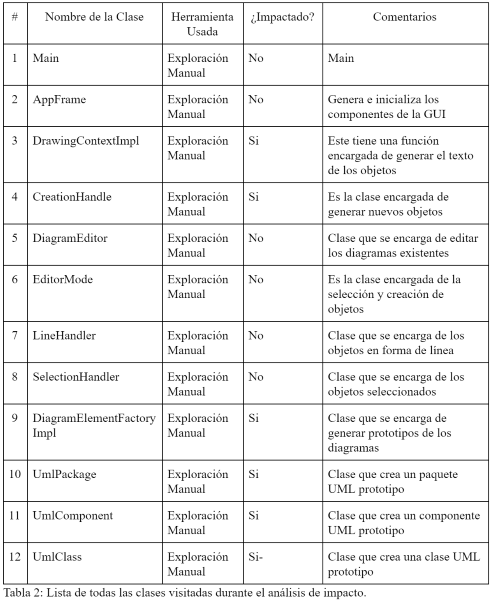 # Nombre de la Clase Herramienta Usada ¿Impactado? Comentarios
1 Main Exploración Manual No Main
2 AppFrame Exploración Manual No Genera e inicializa los componentes de la GUI
3 DrawingContextImpl Exploración Manual Si Este tiene una función encargada de generar el texto de los objetos
4 CreationHandle Exploración Manual Si Es la clase encargada de generar nuevos objetos
5 DiagramEditor Exploración Manual No Clase que se encarga de editar los diagramas existentes
6 EditorMode Exploración Manual No Es la clase encargada de la selección y creación de objetos
7 LineHandler Exploración Manual No Clase que se encarga de los objetos en forma de línea
8 SelectionHandler Exploración Manual No Clase que se encarga de los objetos seleccionados
9 DiagramElementFactory Impl Exploración Manual Si Clase que se encarga de generar prototipos de los diagramas
10 UmlPackage Exploración Manual Si Clase que crea un paquete UML prototipo
11 UmlComponent Exploración Manual Si Clase que crea un componente UML prototipo
12 UmlClass Exploración Manual Si- Clase que crea una clase UML prototipo
Tabla 2: Lista de todas las clases visitadas durante el análisis de impacto.